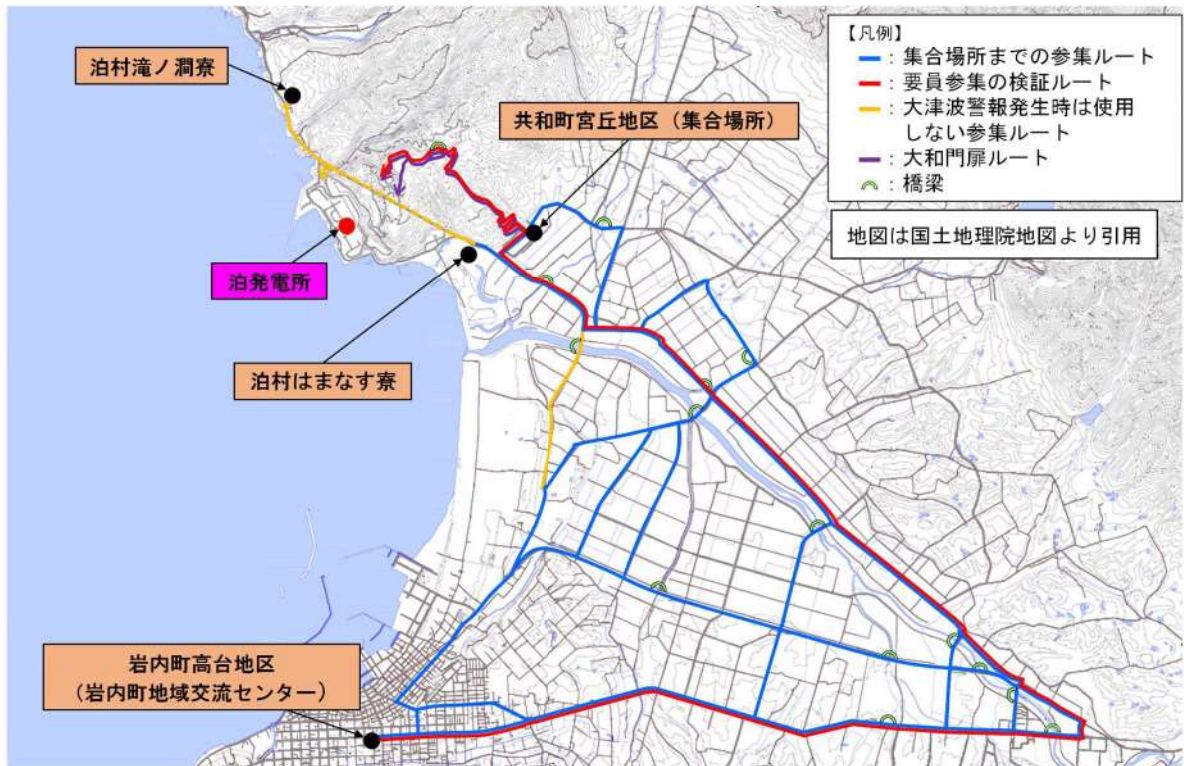 【凡例】
：集合場所までの参集ルート
：要員参集の検証ルート
：大津波警報発生時は使用
しない参集ルート
：大和門扉ルート
：橋梁
地図は国土地理院地図より引用
泊村滝ノ澗寮
共和町宮丘地区（集合場所）
泊発電所
泊村はまなす寮
岩内町高台地区
（岩内町地域交流センター）